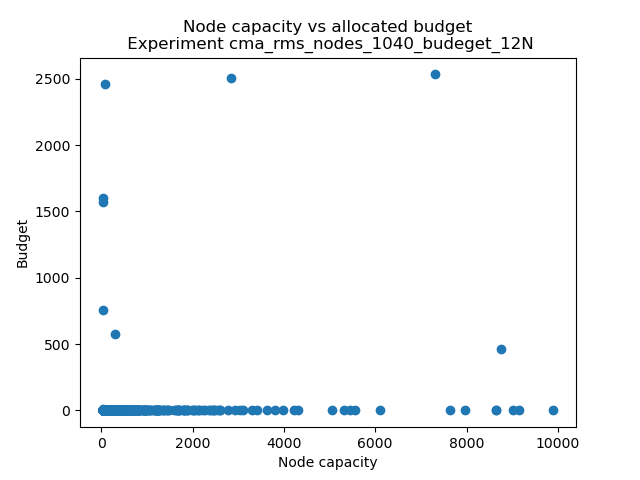 Node capacity vs allocated budget
Experiment cma_rms_nodes_1040_budeget_12N
2500
2000
1500
1000
500
0
Budget
0 2000 4000 6000 8000 10000
Node capacity